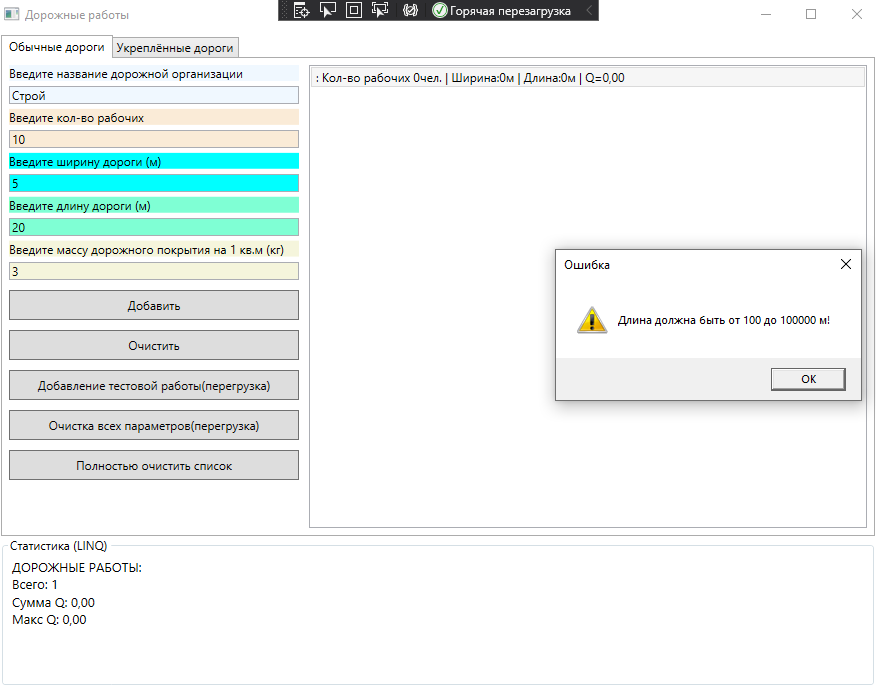 Дорожные работы
Горячая перезагрузка
Обычные дороги
Укреплённые дороги
Введите название дорожной организации
Строй
Введите кол-во рабочих
10
Введите ширину дороги (м)
5
Введите длину дороги (м)
20
Введите массу дорожного покрытия на 1 кв.м (кг)
3
Добавить
Очистить
Добавление тестовой работы(перегрузка)
Очистка всех параметров(перегрузка)
Полностью очистить список
: Кол-во рабочих 0чел. | Ширина:0м | Длина:0м | Q=0,00
Ошибка
Длина должна быть от 100 до 100000 м!
ОК
Статистика (LINQ)
ДОРОЖНЫЕ РАБОТЫ:
Всего: 1
Сумма Q: 0,00
Макс Q: 0,00